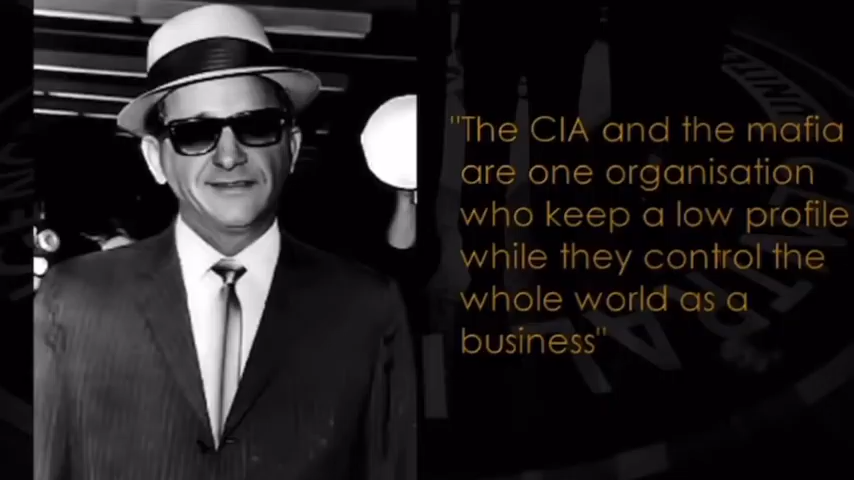 "The CIA and the mafia
are one organisation
who keep a low profile
while they control the
whole world as a
business"